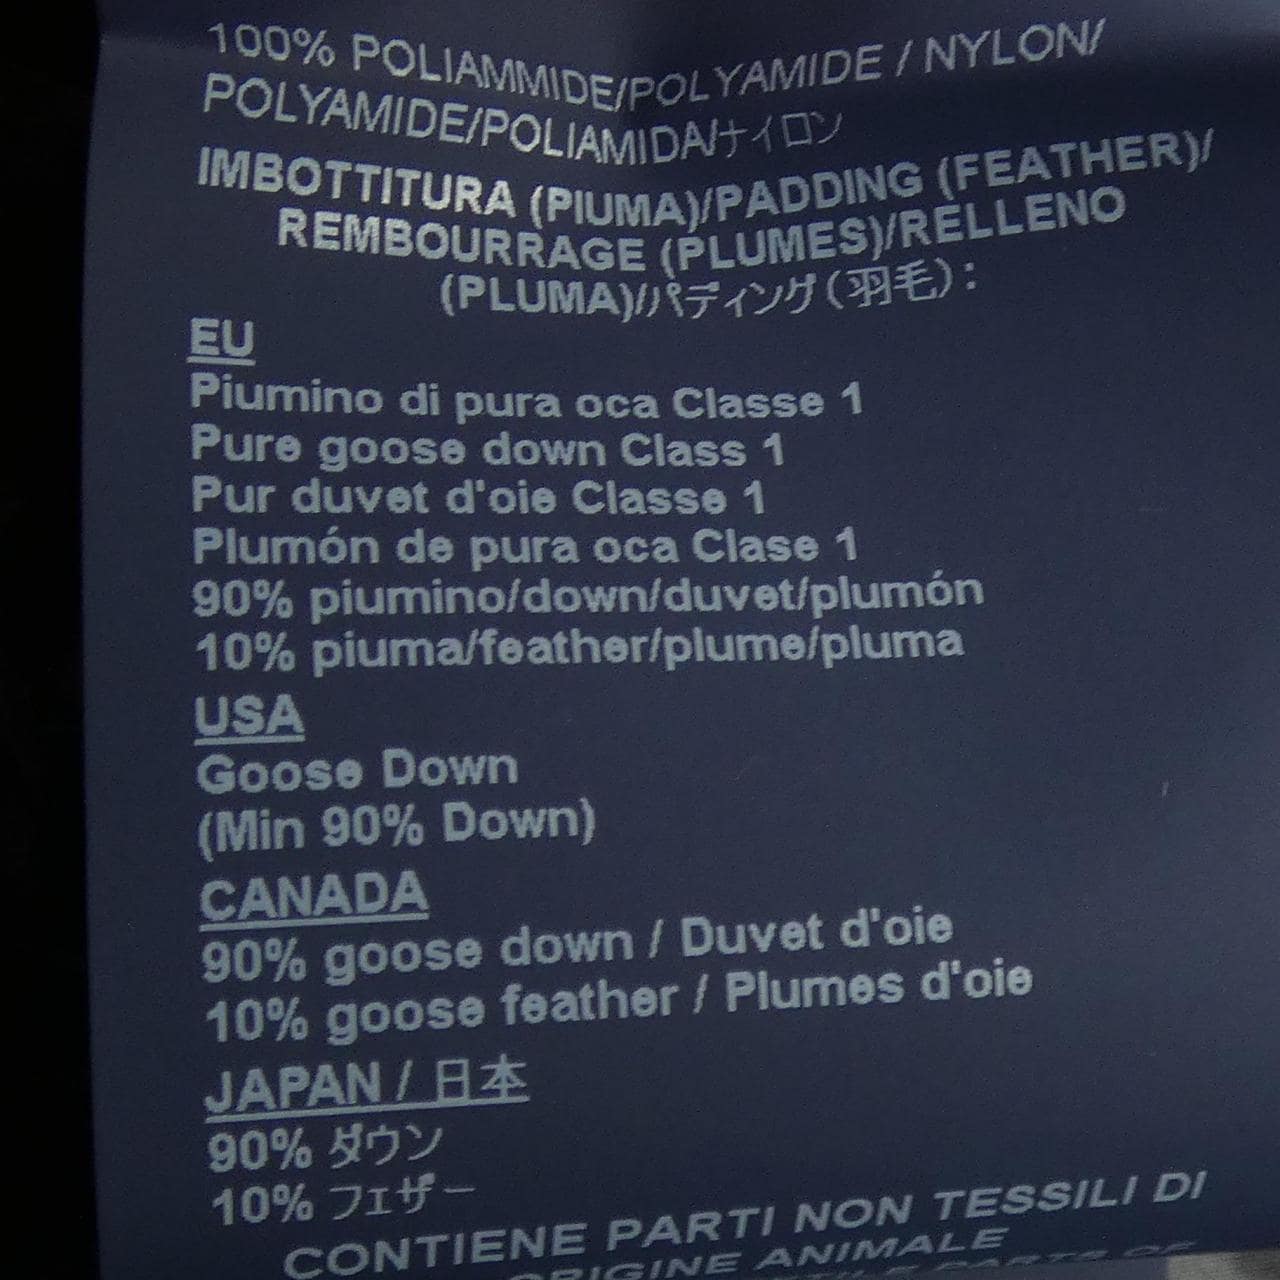 100% POLIAMMIDE/POLYAMIDE / NYLON/
POLYAMIDE/POLIAMIDA/ナイロン
IMBOTTITURA (PIUMA)/PADDING (FEATHER)/
REMBOURRAGE (PLUMES)/RELLENO
(PLUMA)/パディング(羽毛):
EU
Piumino di pura oca Classe 1
Pure goose down Class 1
Pur duvet d'oie Classe 1
Plumón de pura oca Clase 1
90% piumino/down/duvet/plumón
10% piuma/feather/plume/pluma
USA
Goose Down
(Min 90% Down)
CANADA
90% goose down / Duvet d'oie
10% goose feather / Plumes d'oie
JAPAN / 日本
90% ダウン
10% フェザー
CONTIENE PARTI NON TESSILI DI
ORIGINE ANIMALE
PARTS OF